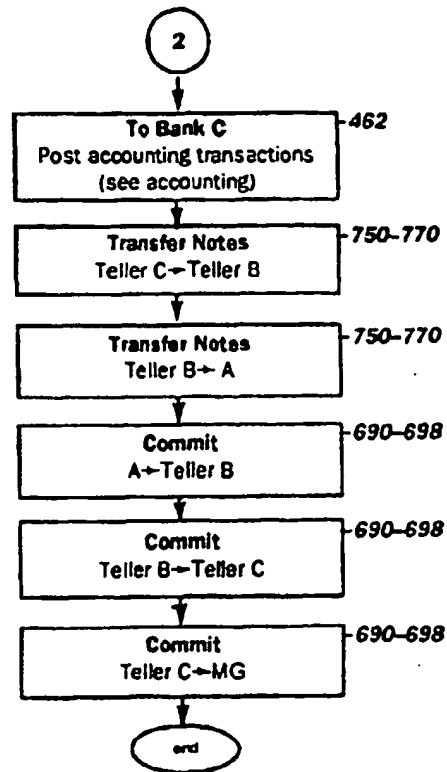 2
To Bank C
462
Post accounting transactions
(see accounting)
Transfer Notes
750–770
Teller C→Teller B
Transfer Notes
750–770
Teller B→ A
Commit
690–698
A→Teller B
Commit
690–698
Teller B→Teller C
Commit
690–698
Teller C→MG
end